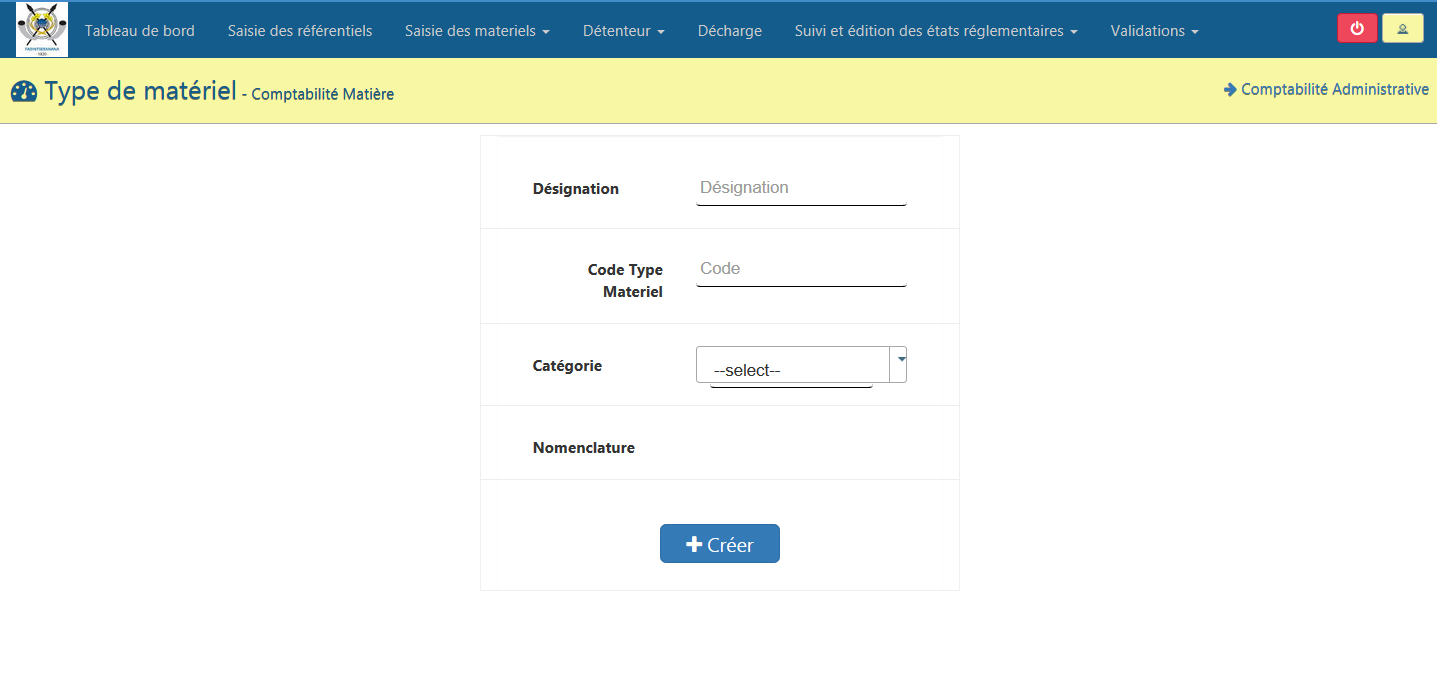 Tableau de bord Saisie des référentiels Saisie des materiels Détenteur Décharge Suivi et édition des états réglementaires Validations
Type de matériel - Comptabilité Matière
Comptabilité Administrative
Désignation Désignation
Code Type Code
Materiel
Catégorie --select--
Nomenclature
Créer